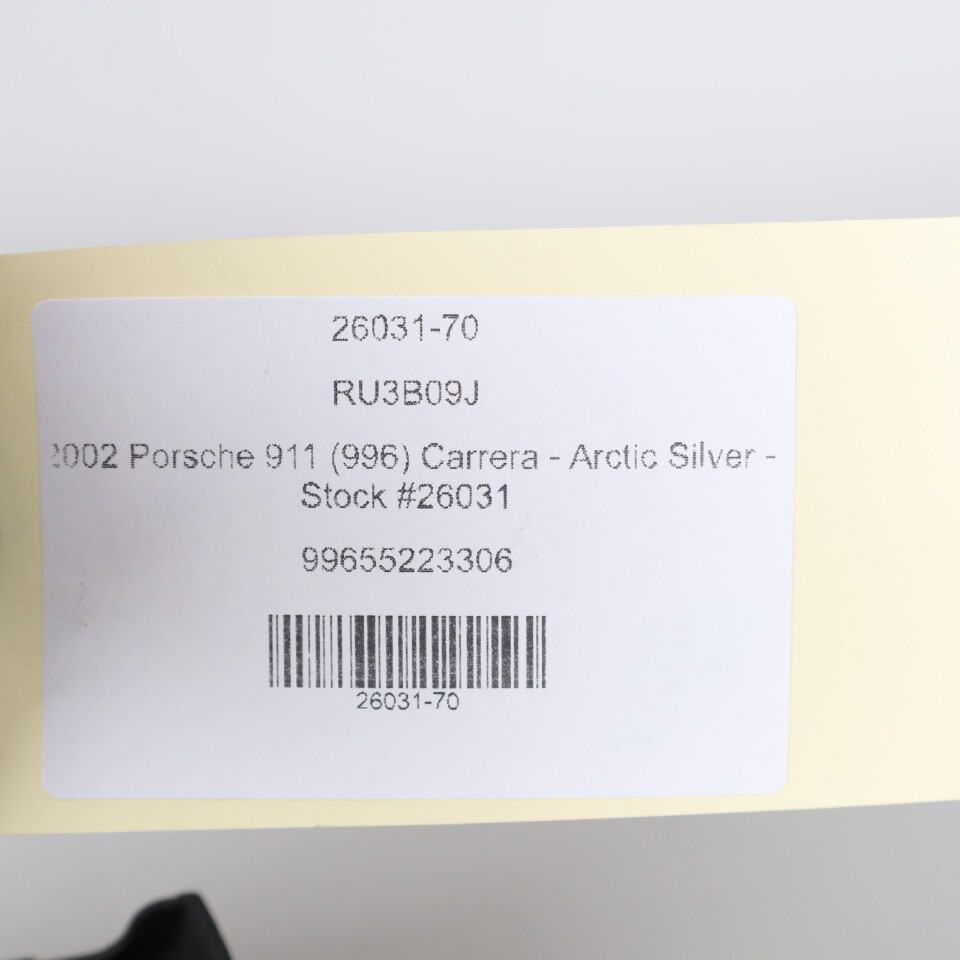 26031-70
RU3B09J
2002 Porsche 911 (996) Carrera - Arctic Silver -
Stock #26031
99655223306
26031-70